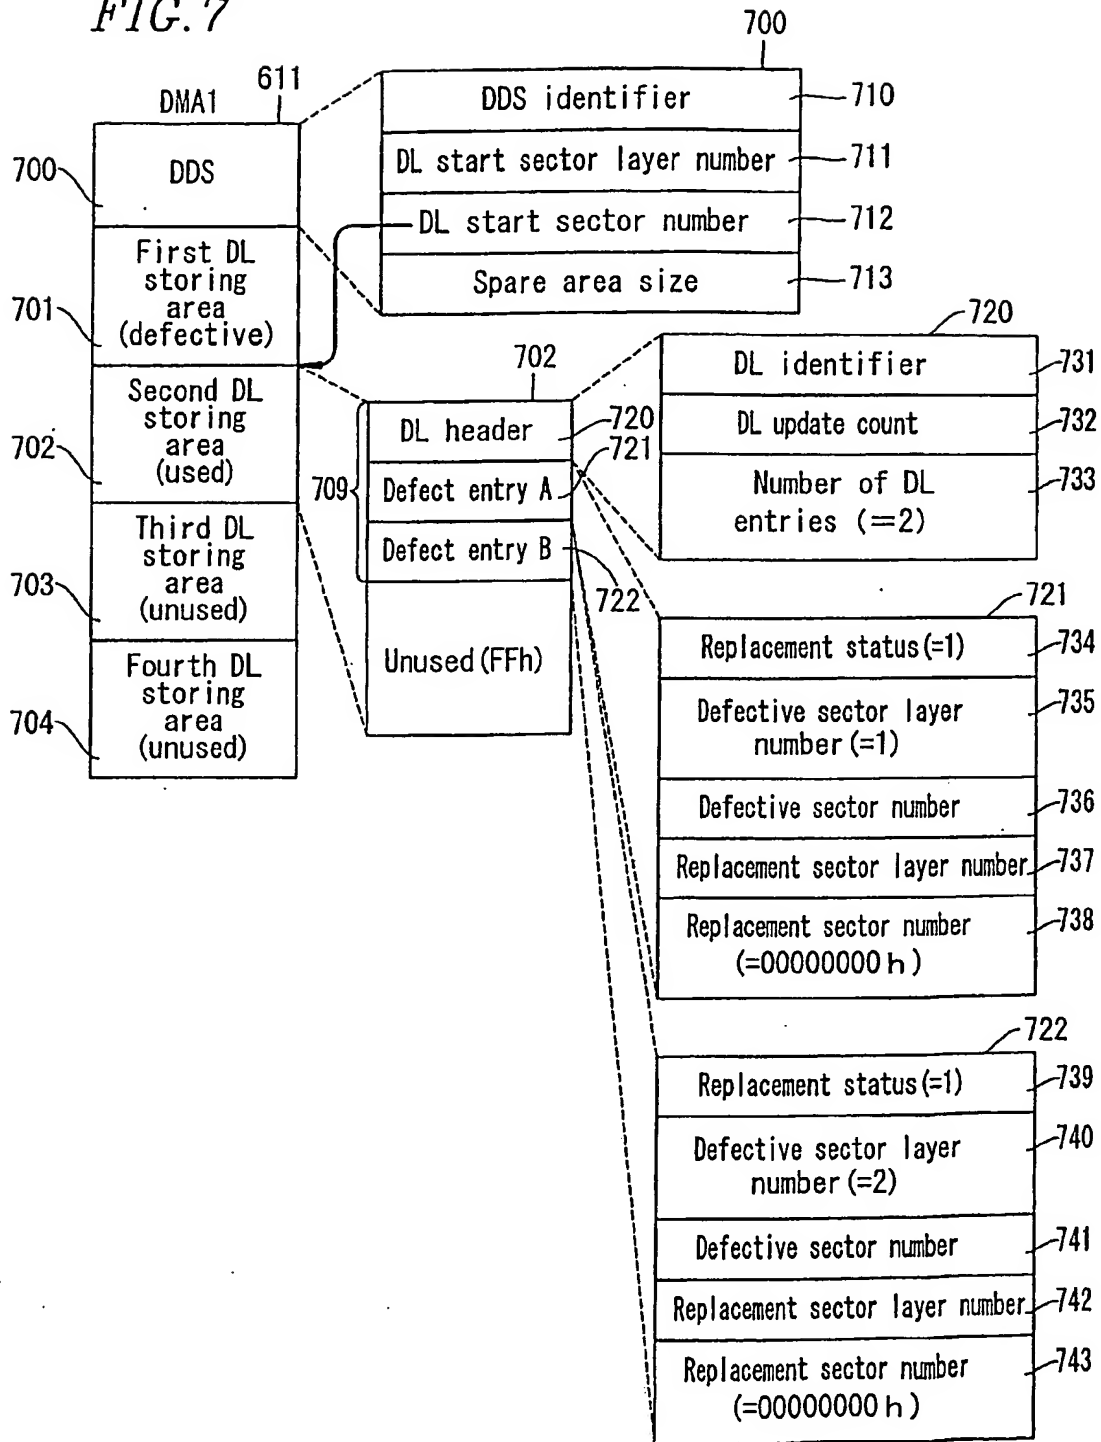 FIG. 7
DMA1
611
700
DDS
701
First DL
storing
area
(defective)
702
Second DL
storing
area
(used)
703
Third DL
storing
area
(unused)
704
Fourth DL
storing
area
(unused)
700
DDS identifier
710
DL start sector layer number
711
DL start sector number
712
Spare area size
713
702
709
DL header
720
Defect entry A
721
Defect entry B
722
Unused (FFh)
720
DL identifier
731
DL update count
732
Number of DL
entries (=2)
733
721
Replacement status(=1)
734
Defective sector layer
number(=1)
735
Defective sector number
736
Replacement sector layer number
737
Replacement sector number
(=00000000h)
738
722
Replacement status(=1)
739
Defective sector layer
number(=2)
740
Defective sector number
741
Replacement sector layer number
742
Replacement sector number
(=00000000h)
743